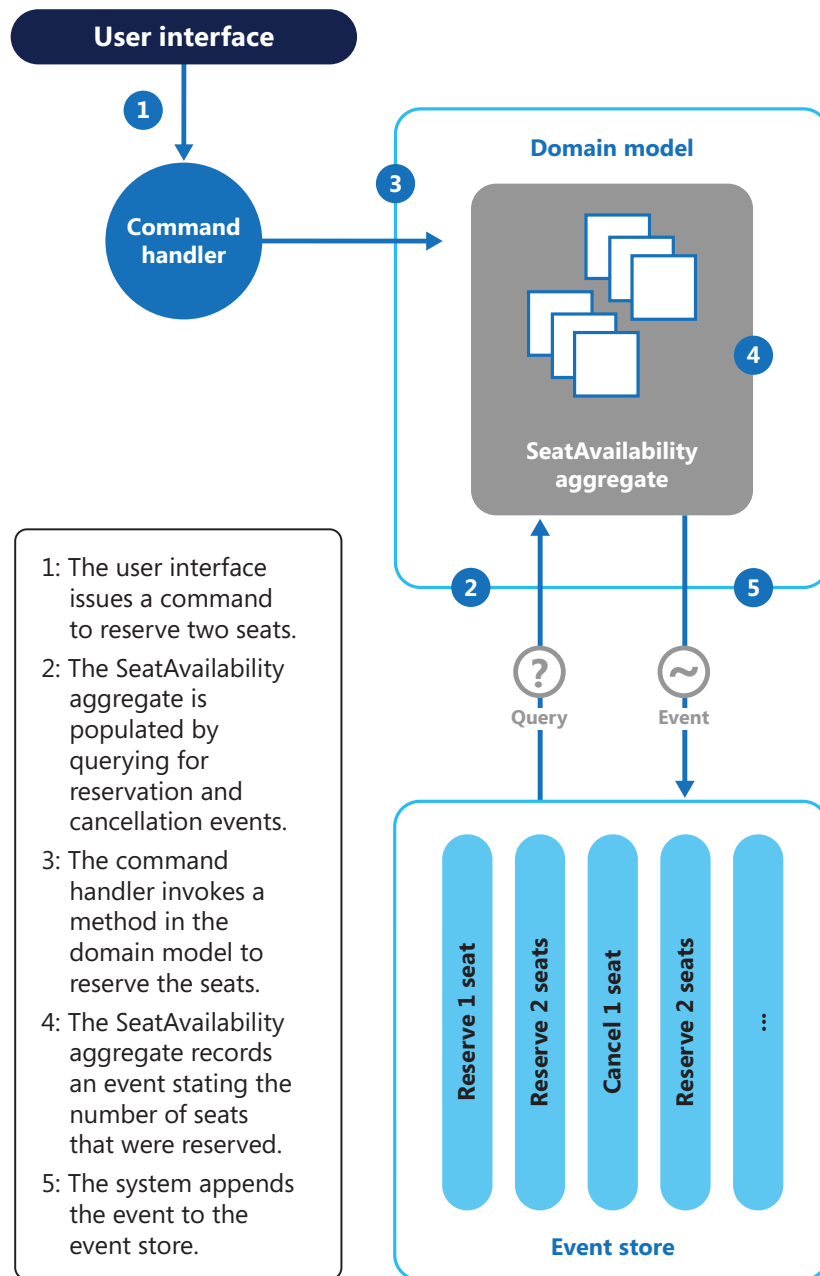 User interface
1
Domain model
3
Command
handler
4
SeatAvailability
aggregate
1: The user interface
issues a command
to reserve two seats.
2: The SeatAvailability
aggregate is
populated by
querying for
reservation and
cancellation events.
3: The command
handler invokes a
method in the
domain model to
reserve the seats.
4: The SeatAvailability
aggregate records
an event stating the
number of seats
that were reserved.
5: The system appends
the event to the
event store.
2
5
?
~
Query
Event
Reserve 1 seat
Reserve 2 seats
Cancel 1 seat
Reserve 2 seats
...
Event store